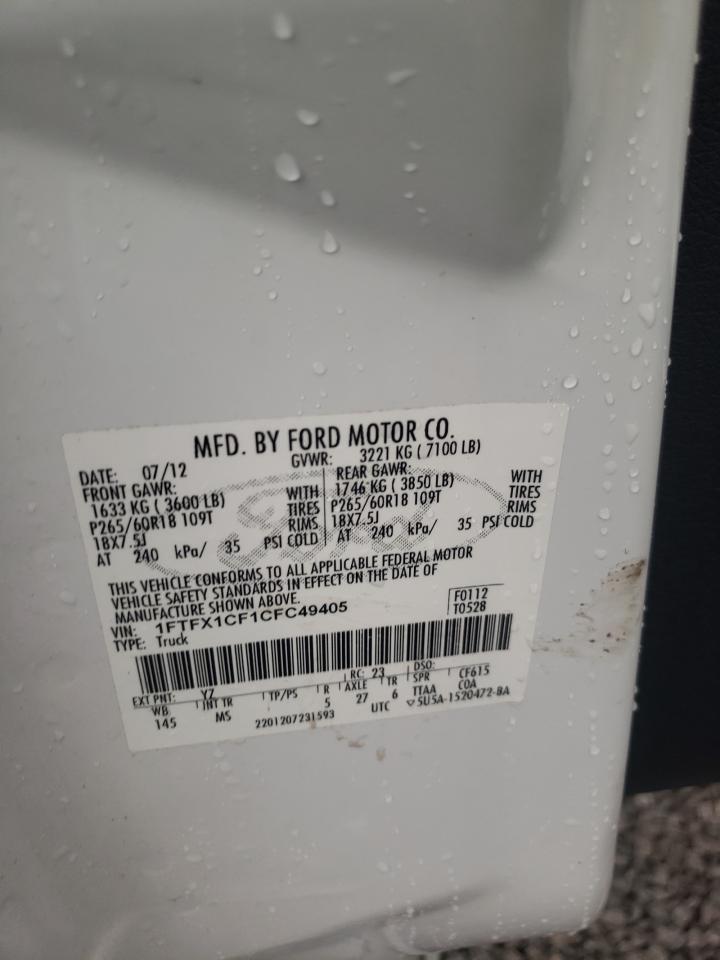 MFD. BY FORD MOTOR CO.
DATE: 07/12 GVWR: 3221 KG ( 7100 LB)
FRONT GAWR: REAR GAWR:
1633 KG ( 3600 LB) WITH 1746 KG ( 3850 LB) WITH
P265/60R18 109T TIRES P265/60R18 109T TIRES
18X7.5J RIMS 18X7.5J RIMS
AT 240 kPa/ 35 PSI COLD AT 240 kPa/ 35 PSI COLD
Ford
THIS VEHICLE CONFORMS TO ALL APPLICABLE FEDERAL MOTOR
VEHICLE SAFETY STANDARDS IN EFFECT ON THE DATE OF
MANUFACTURE SHOWN ABOVE.
VIN: 1FTFX1CF1CFC49405
TYPE: Truck
F0112
T0528
EXT PNT: YZ RC: 23 DSO:
WB INT TR TP/PS R AXLE TR SPR CF615
145 MS 5 27 6 TTAA COA
2201207231593 UTC ▽5U5A-1520472-BA